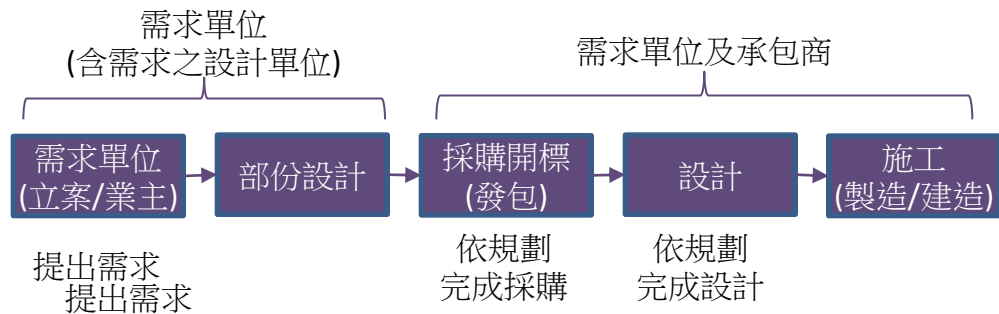 需求單位
(含需求之設計單位)
需求單位及承包商
需求單位
(立案/業主)
部份設計
採購開標
(發包)
設計
施工
(製造/建造)
提出需求
提出需求
依規劃
完成採購
依規劃
完成設計